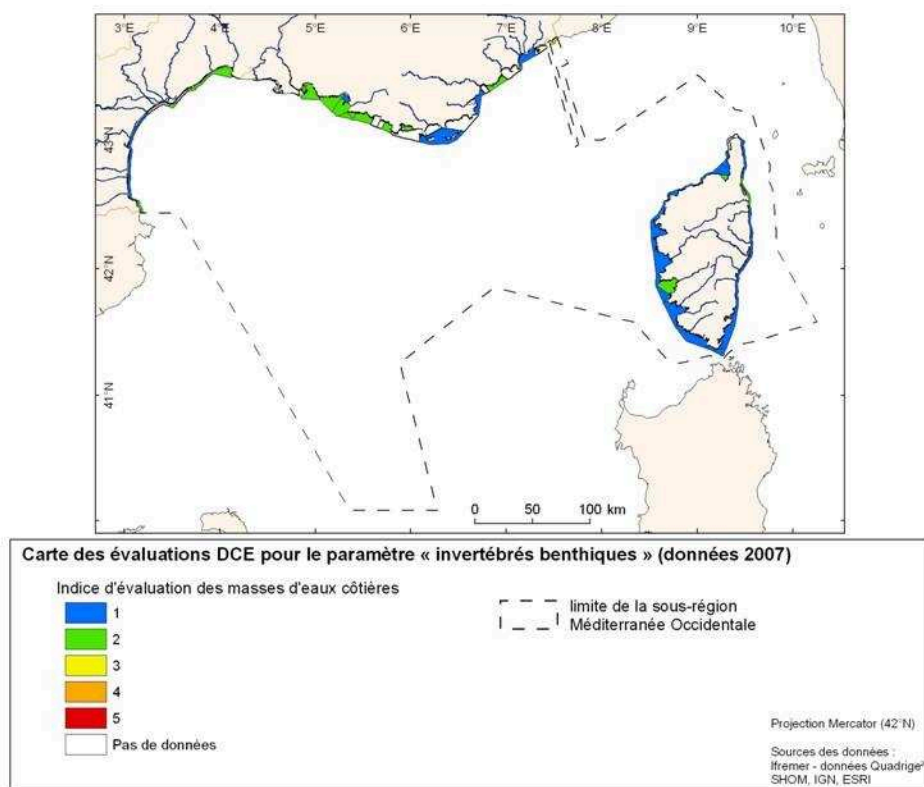 3°E 4°E 5°E 6°E 7°E 8°E 9°E 10°E
43°N
42°N
41°N
0 50 100 km
Carte des évaluations DCE pour le paramètre « invertébrés benthiques » (données 2007)
Indice d'évaluation des masses d'eaux côtières
1
2
3
4
5
Pas de données
limite de la sous-région
Méditerranée Occidentale
Projection Mercator (42°N)
Sources des données :
Ifremer - données Quadrige²
SHOM, IGN, ESRI